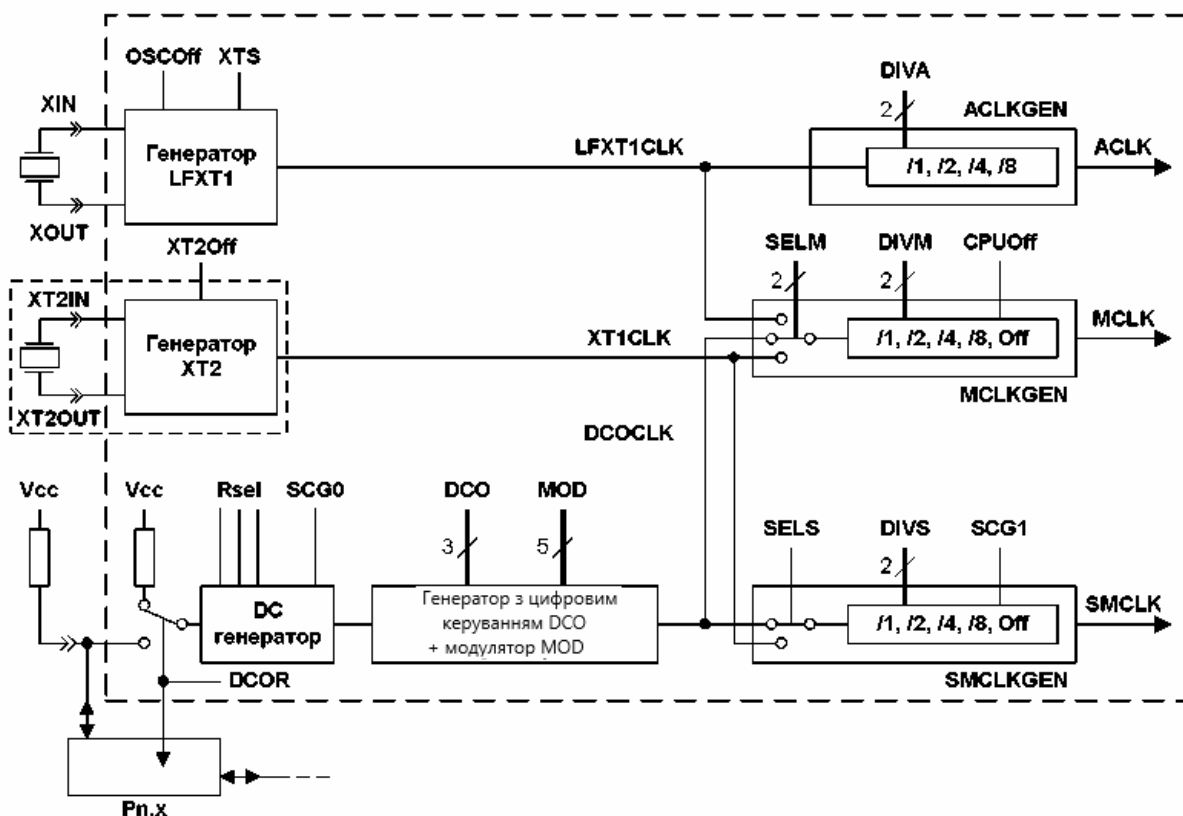 OSCOff XTS
DIVA
XIN
2
ACLKGEN
Генератор
LFXT1
LFXT1CLK
/1, /2, /4, /8
ACLK
XOUT
XT2Off
SELM DIVM CPUOff
2 2
XT2IN
Генератор
XT2
XT1CLK
/1, /2, /4, /8, Off
MCLK
XT2OUT
MCLKGEN
DCOCLK
Vcc Vcc Rsel SCG0 DCO MOD
SELS DIVS SCG1
3 5
2
DC
генератор
Генератор з цифровим
керуванням DCO
+ модулятор MOD
/1, /2, /4, /8, Off
SMCLK
DCOR
SMCLKGEN
Pn.x